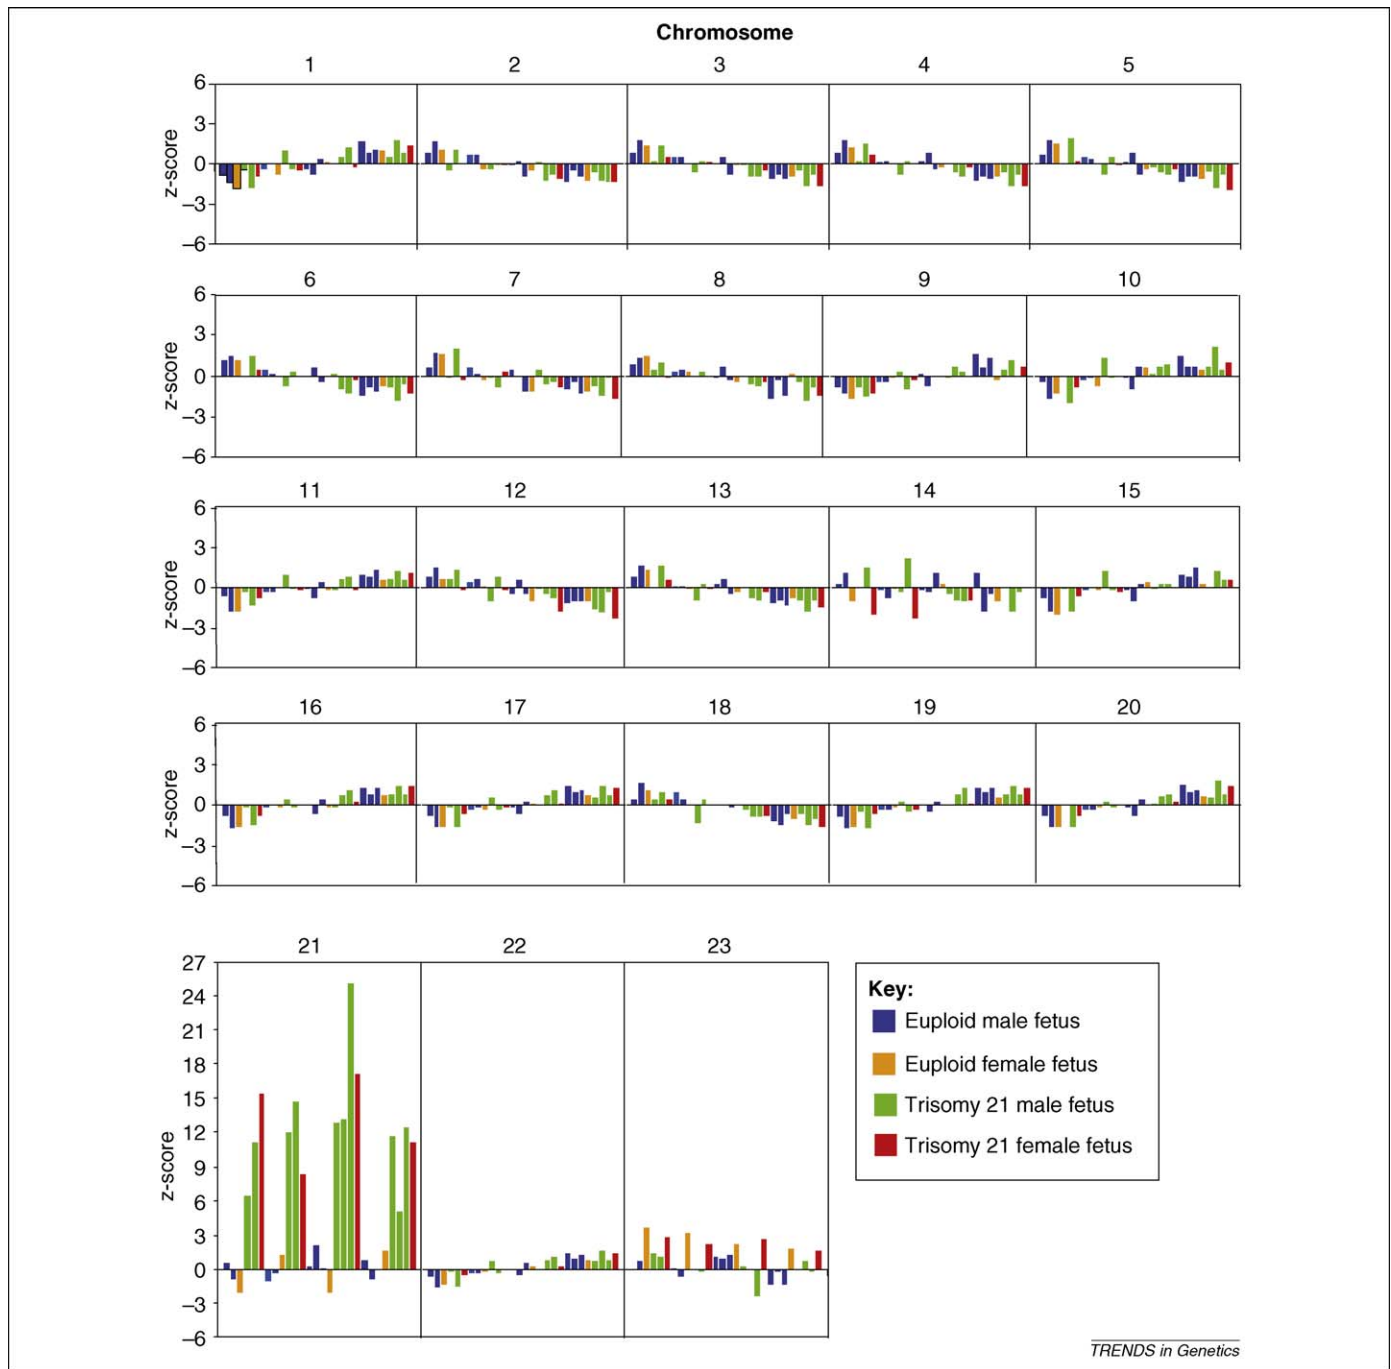 Chromosome
1 2 3 4 5
6
3
0
–3
–6
z-score
6 7 8 9 10
6
3
0
–3
–6
z-score
11 12 13 14 15
6
3
0
–3
–6
z-score
16 17 18 19 20
6
3
0
–3
–6
z-score
21 22 23
27
24
21
18
15
12
9
6
3
0
–3
–6
z-score
Key:
Euploid male fetus
Euploid female fetus
Trisomy 21 male fetus
Trisomy 21 female fetus
TRENDS in Genetics